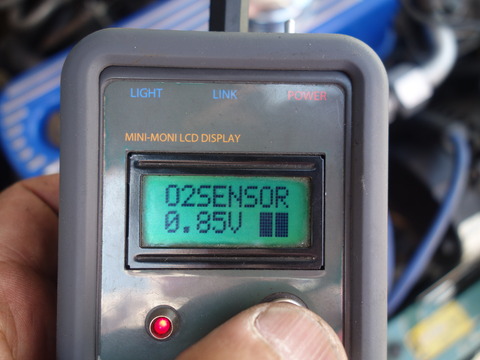 LIGHT LINK POWER
MINI-MONI LCD DISPLAY
O2SENSOR
0.85V